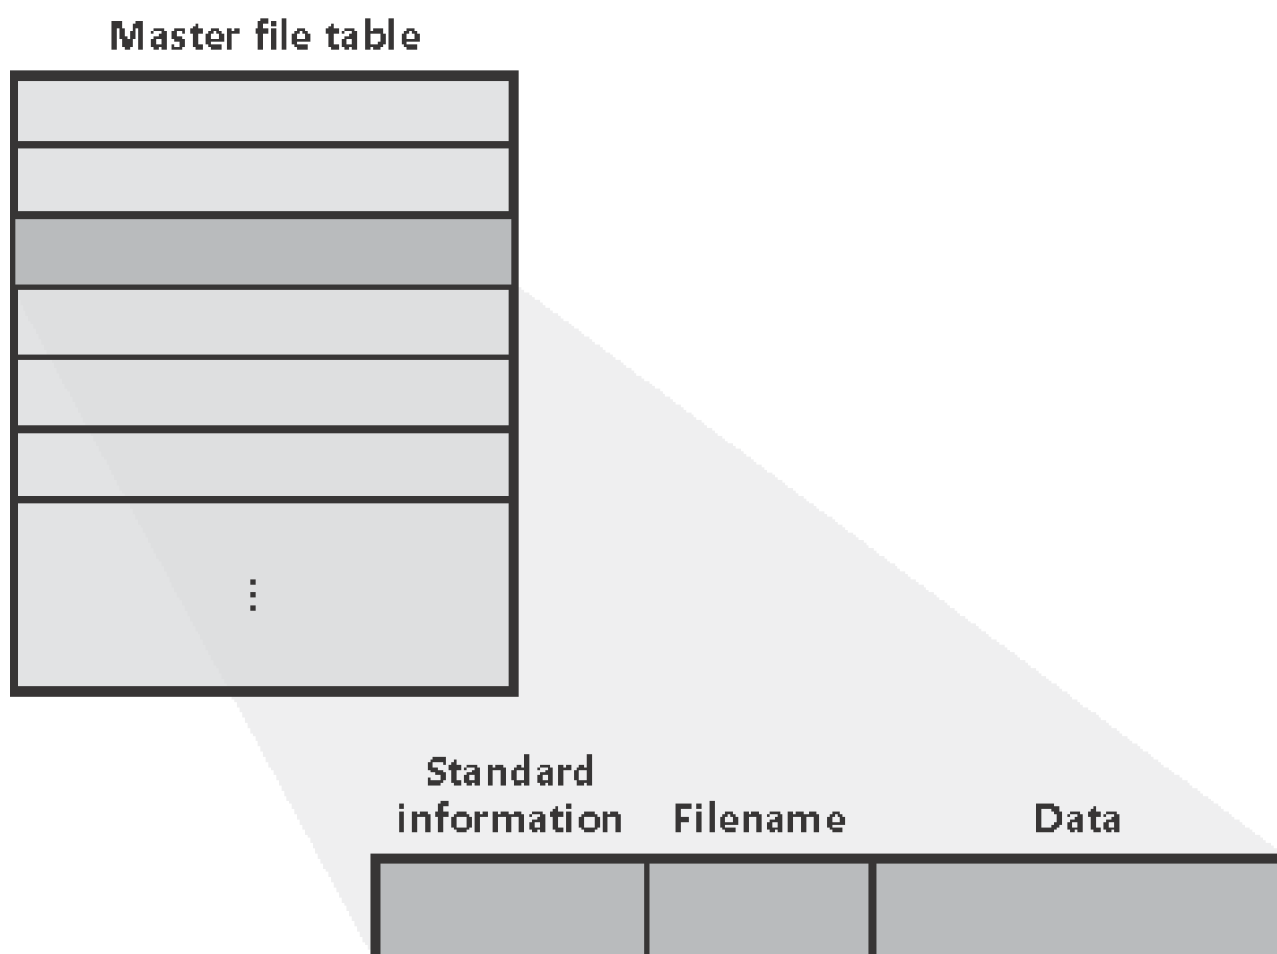 Master file table
⋮
Standard
information
Filename
Data